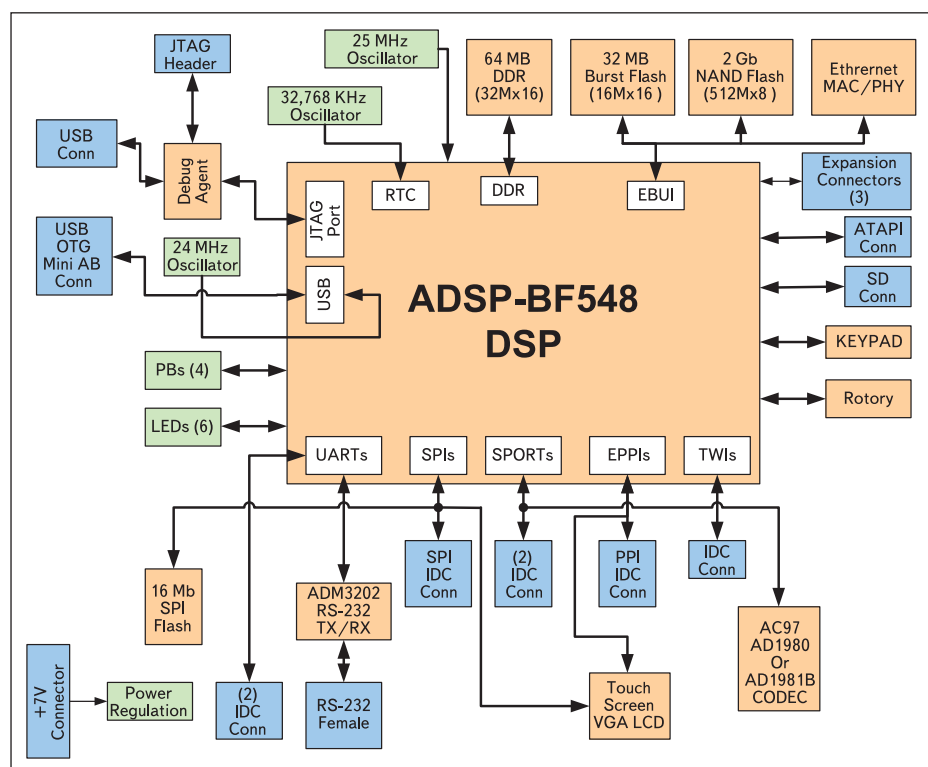 JTAG
Header
25 MHz
Oscillator
64 MB
DDR
(32Mx16)
32 MB
Burst Flash
(16Mx16 )
2 Gb
NAND Flash
(512Mx8 )
Ethrernet
MAC/PHY
32,768 KHz
Oscillator
USB
Conn
Debug
Agent
RTC
DDR
EBUI
Expansion
Connectors
(3)
JTAG
Port
USB
OTG
Mini AB
Conn
24 MHz
Oscillator
ATAPI
Conn
USB
ADSP-BF548
DSP
SD
Conn
KEYPAD
PBs (4)
Rotory
LEDs (6)
UARTs
SPIs
SPORTs
EPPIs
TWIs
SPI
IDC
Conn
(2)
IDC
Conn
PPI
IDC
Conn
IDC
Conn
16 Mb
SPI
Flash
ADM3202
RS-232
TX/RX
AC97
AD1980
Or
AD1981B
CODEC
+7V
Connector
Power
Regulation
(2)
IDC
Conn
RS-232
Female
Touch
Screen
VGA LCD